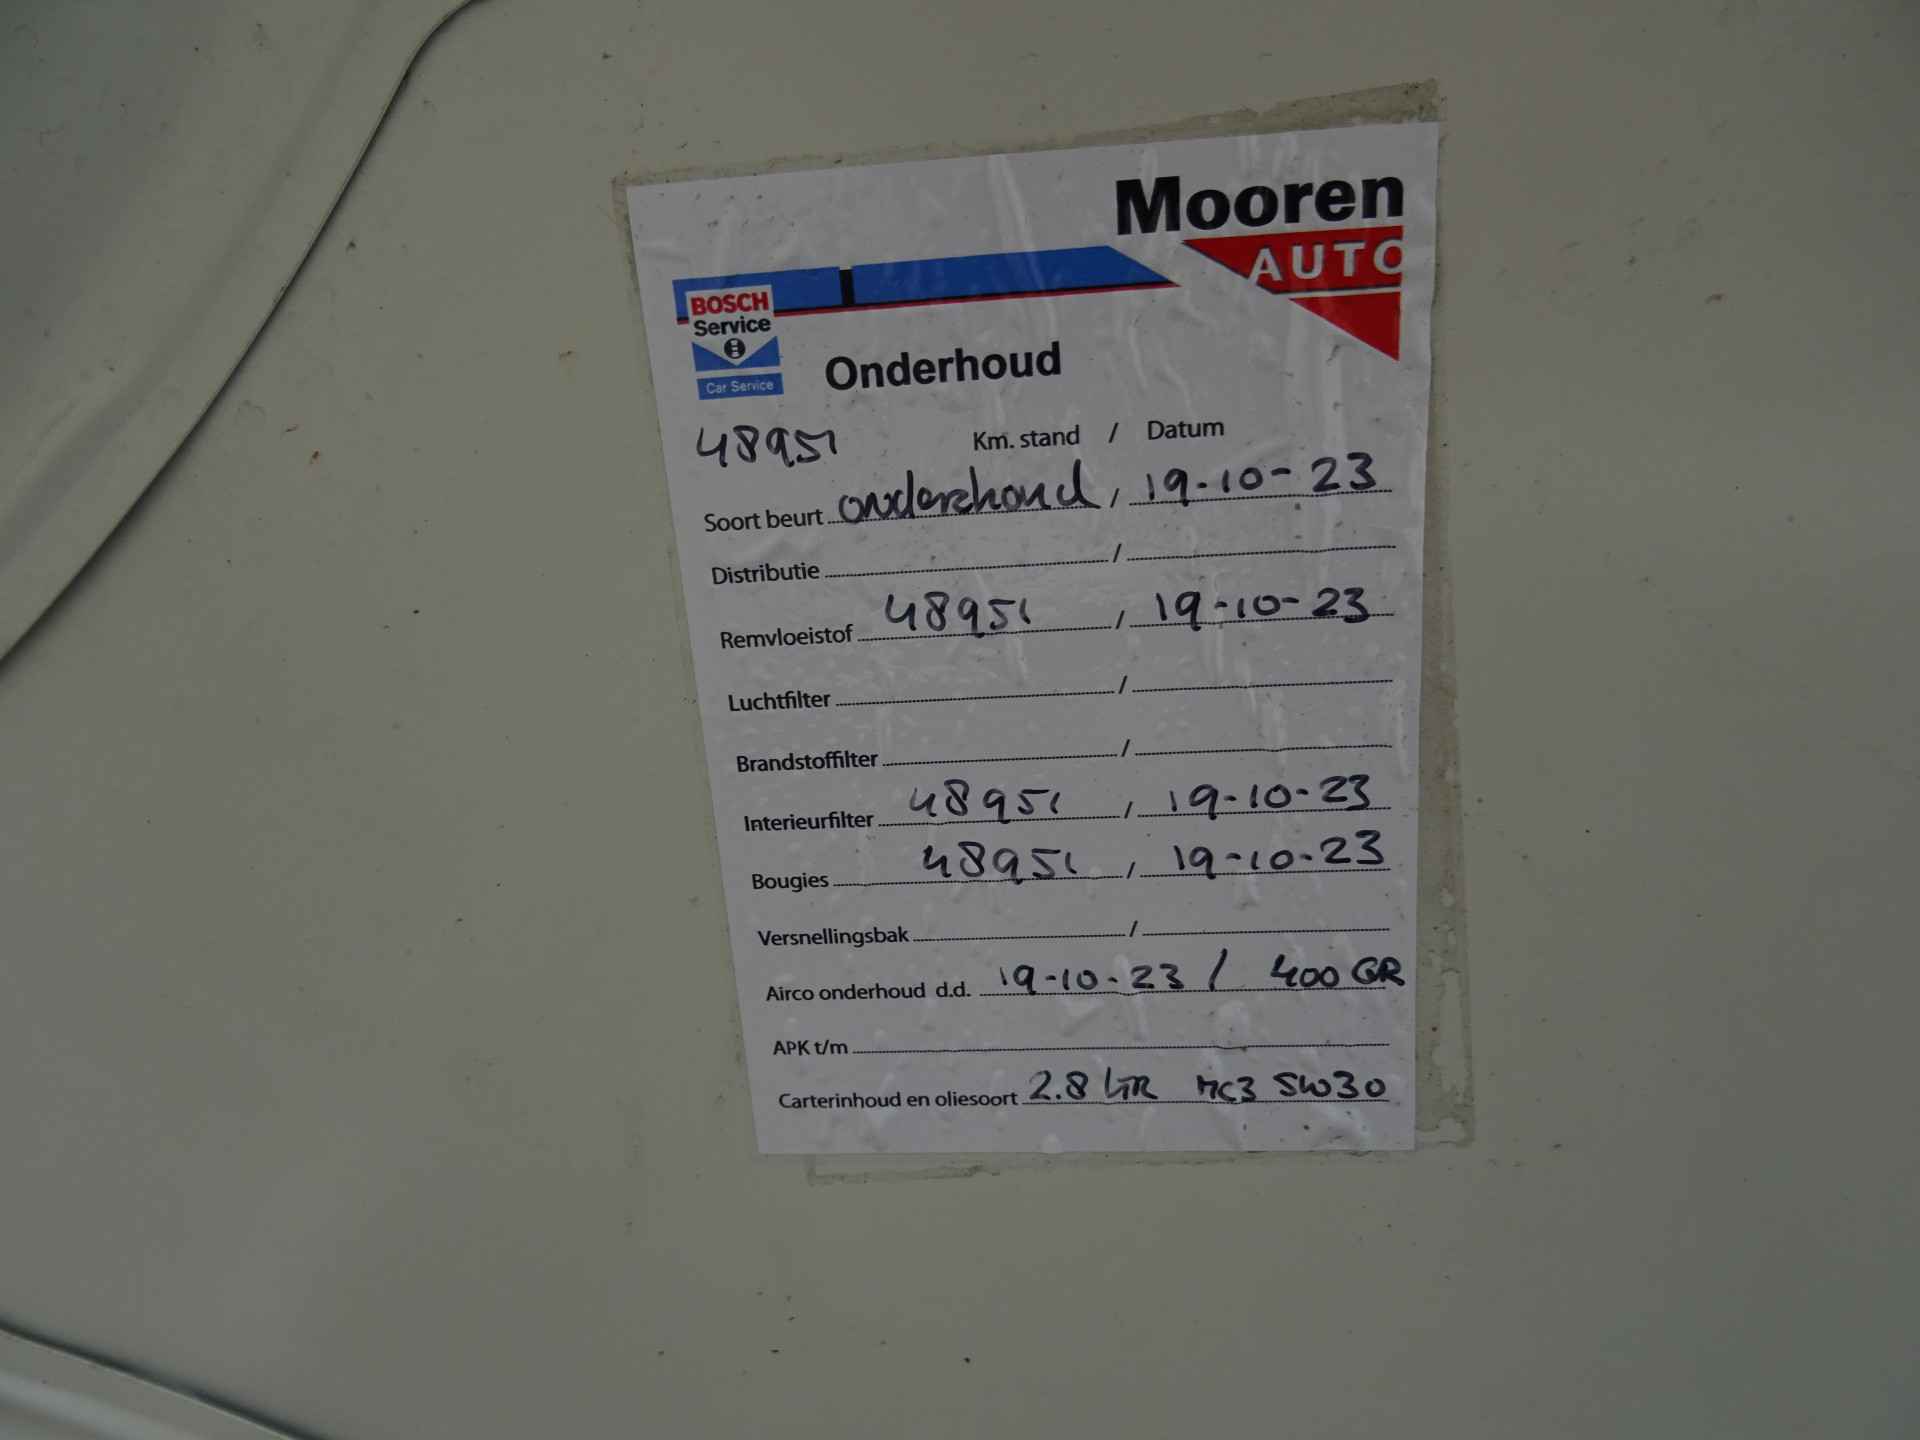 Mooren
AUTO
BOSCH
Service
Car Service
Onderhoud
48951 Km. stand / Datum
Soort beurt onderhoud / 19-10-23
Distributie /
Remvloeistof 48951 / 19-10-23
Luchtfilter /
Brandstoffilter /
Interieurfilter 48951 / 19-10-23
Bougies 48951 / 19-10-23
Versnellingsbak /
Airco onderhoud d.d. 19-10-23 / 400 GR
APK t/m
Carterinhoud en oliesoort 2.8 LTR MC3 5W30